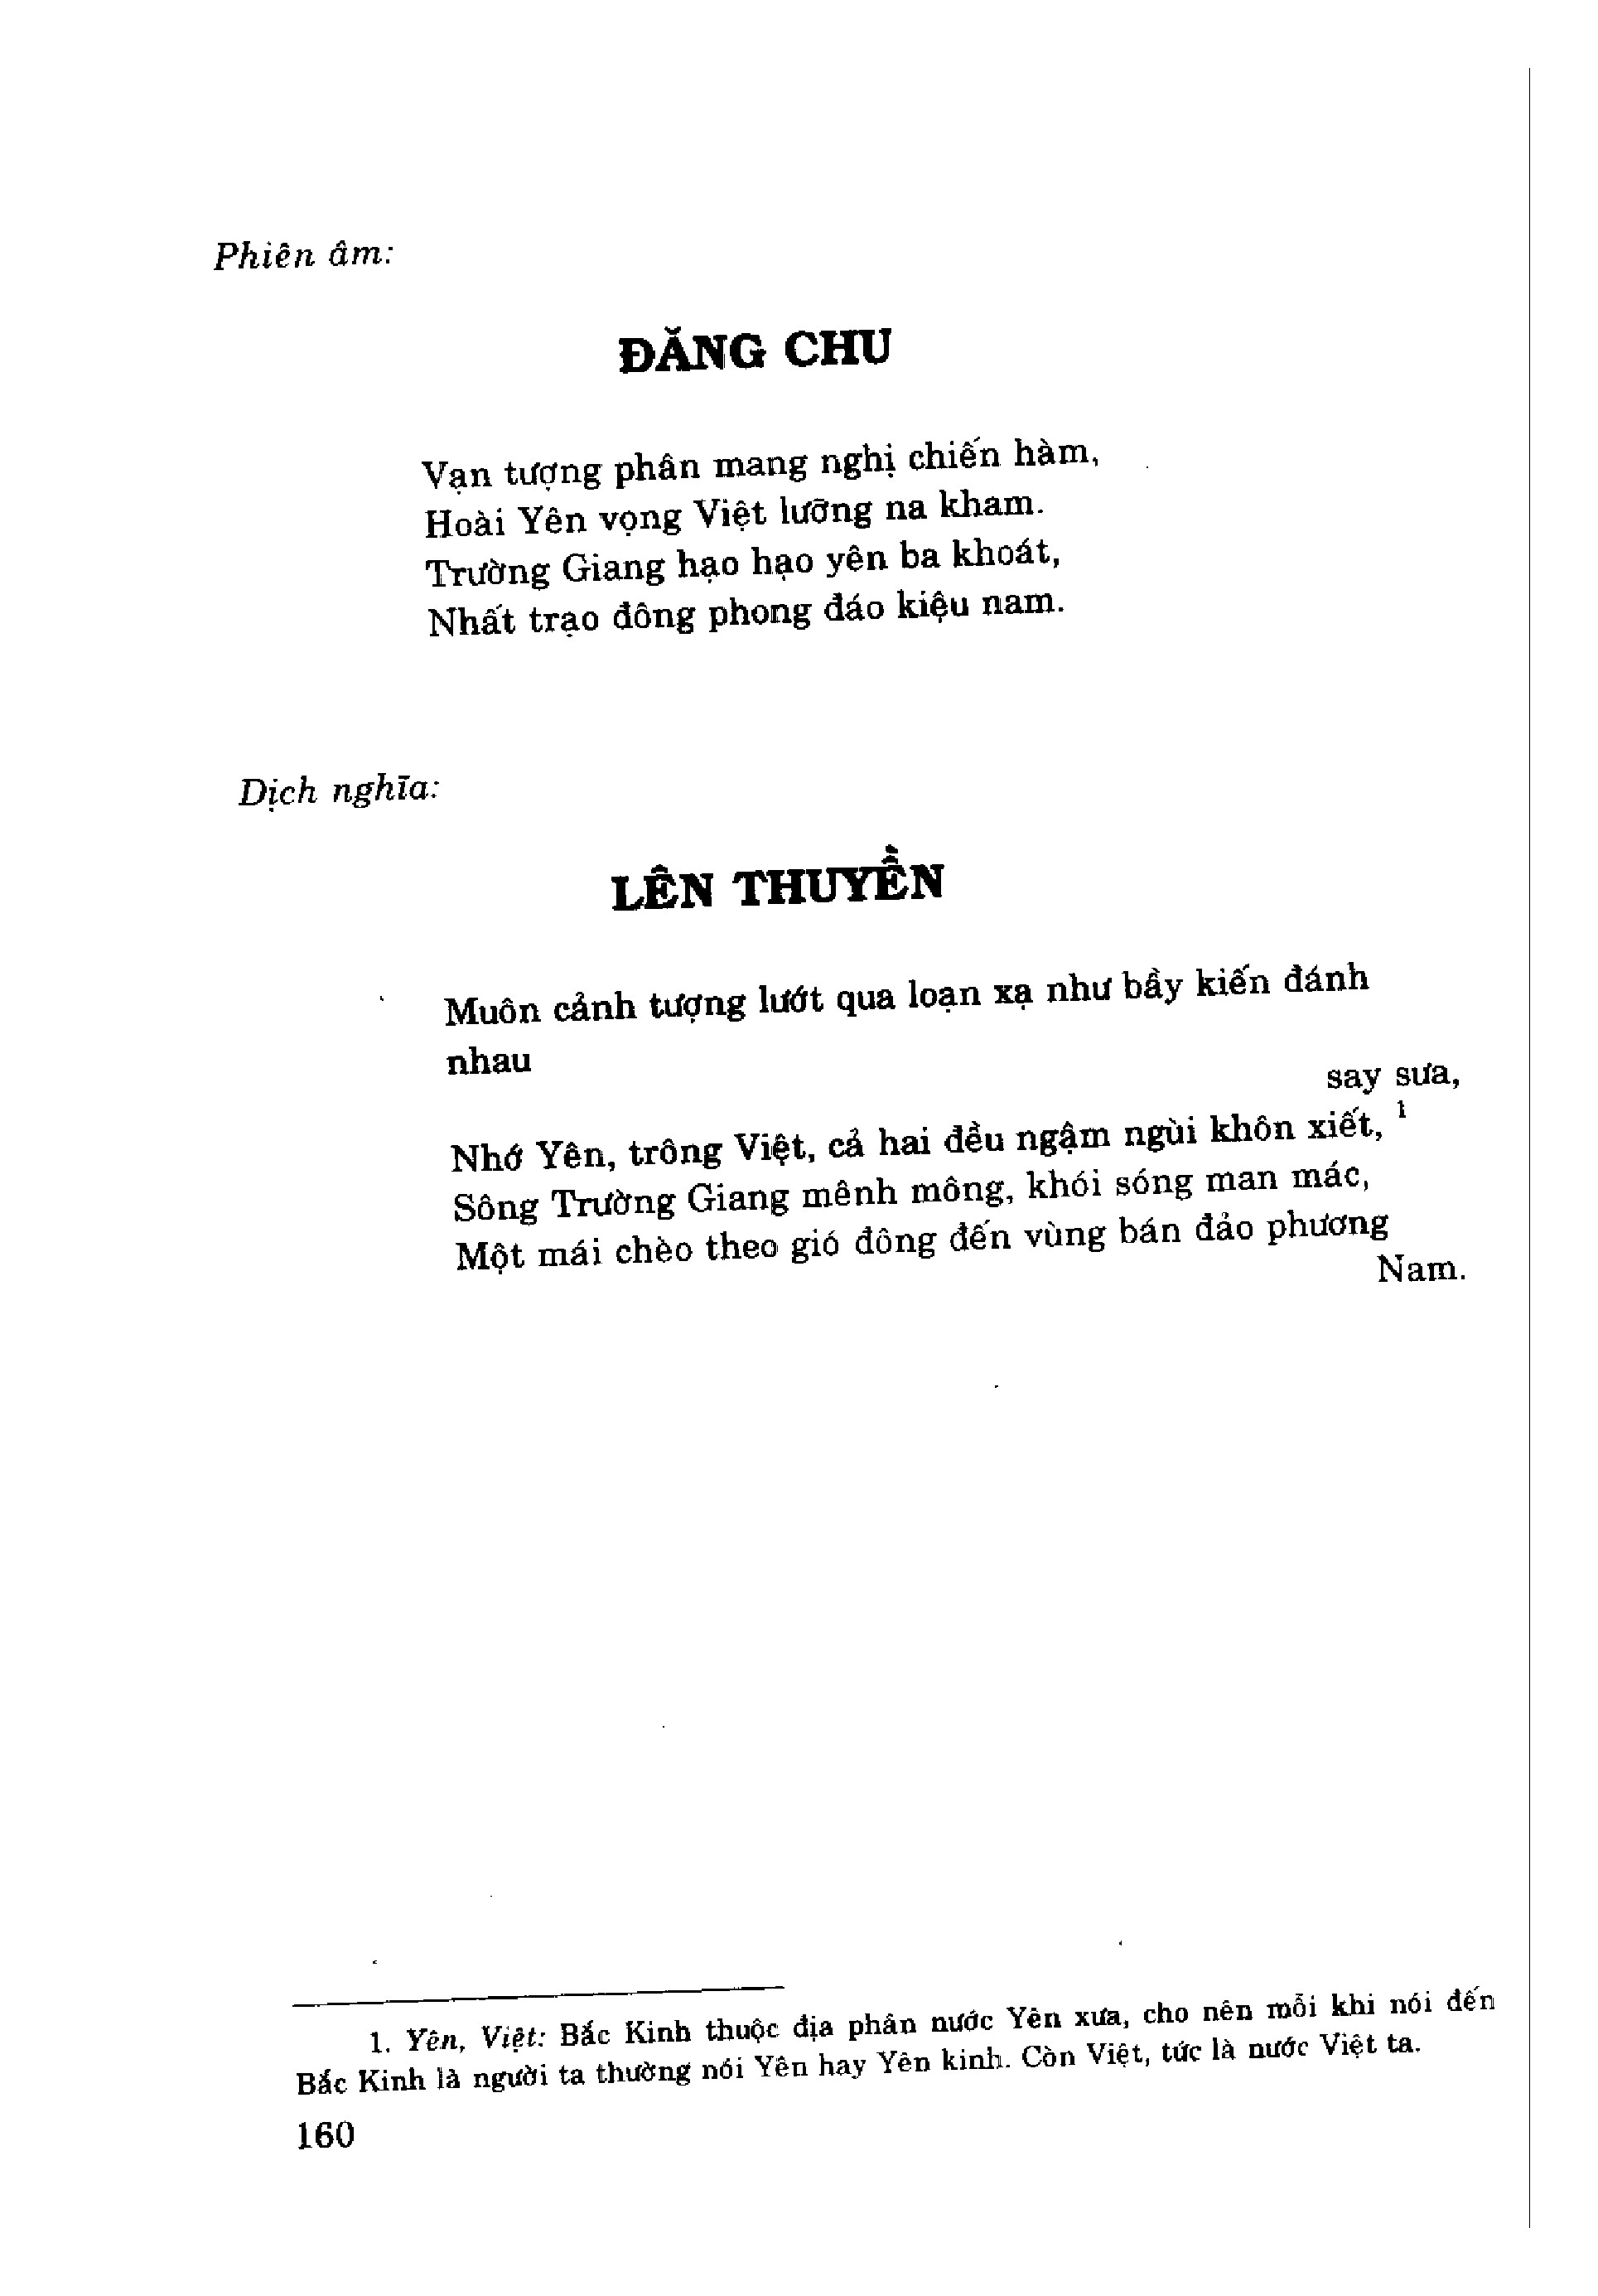 Phiên âm:
ĐĂNG CHU
Vạn tượng phân mang nghị chiến hàm,
Hoài Yên vọng Việt lưỡng na kham.
Trường Giang hạo hạo yên ba khoát,
Nhất trạo đông phong đáo kiệu nam.
Dịch nghĩa:
LÊN THUYỀN
Muôn cảnh tượng lướt qua loạn xạ như bầy kiến đánh
nhau
say sưa,
Nhớ Yên, trông Việt, cả hai đều ngậm ngùi khôn xiết, 1
Sông Trường Giang mênh mông, khói sóng man mác,
Một mái chèo theo gió đông đến vùng bán đảo phương
Nam.
1. Yên, Việt: Bắc Kinh thuộc địa phân nước Yên xưa, cho nên mỗi khi nói đến
Bắc Kinh là người ta thường nói Yên hay Yên kinh. Còn Việt, tức là nước Việt ta.
160